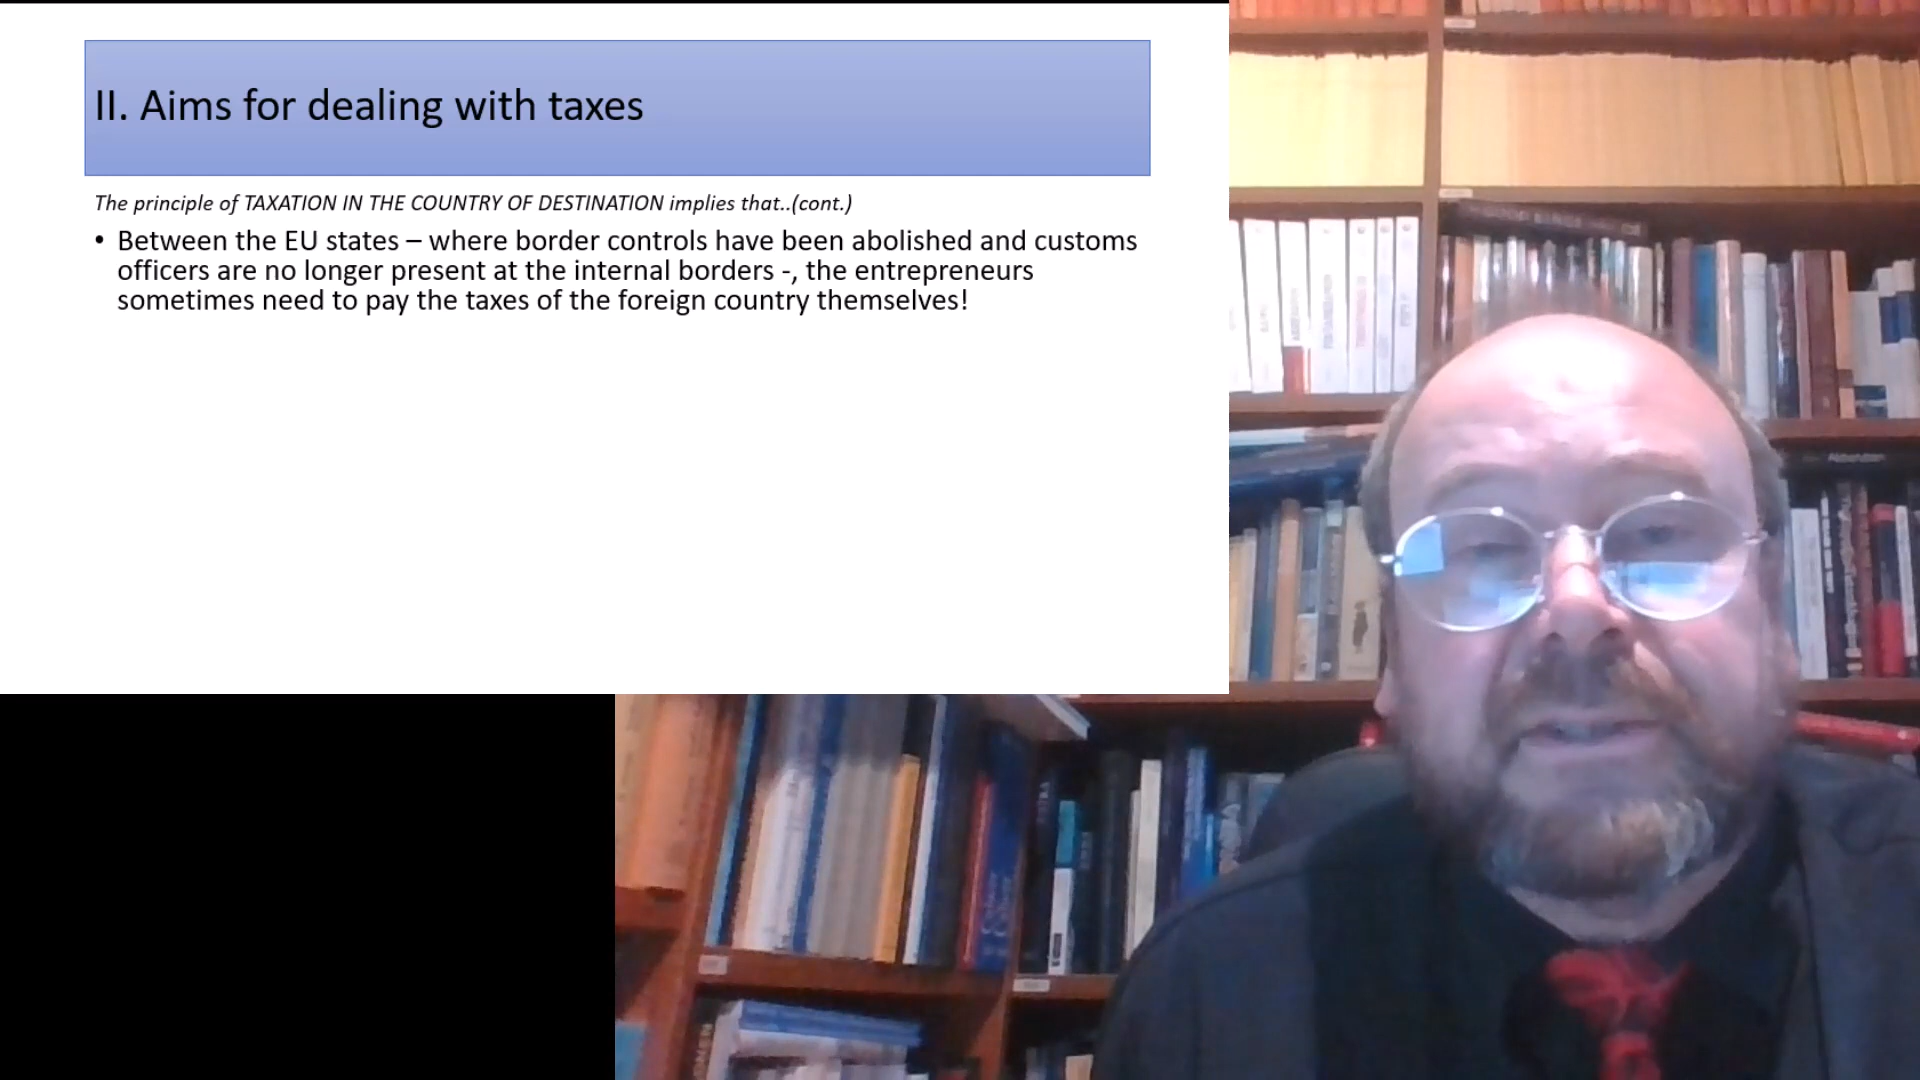 II. Aims for dealing with taxes
The principle of TAXATION IN THE COUNTRY OF DESTINATION implies that..(cont.)
• Between the EU states – where border controls have been abolished and customs
officers are no longer present at the internal borders -, the entrepreneurs
sometimes need to pay the taxes of the foreign country themselves!